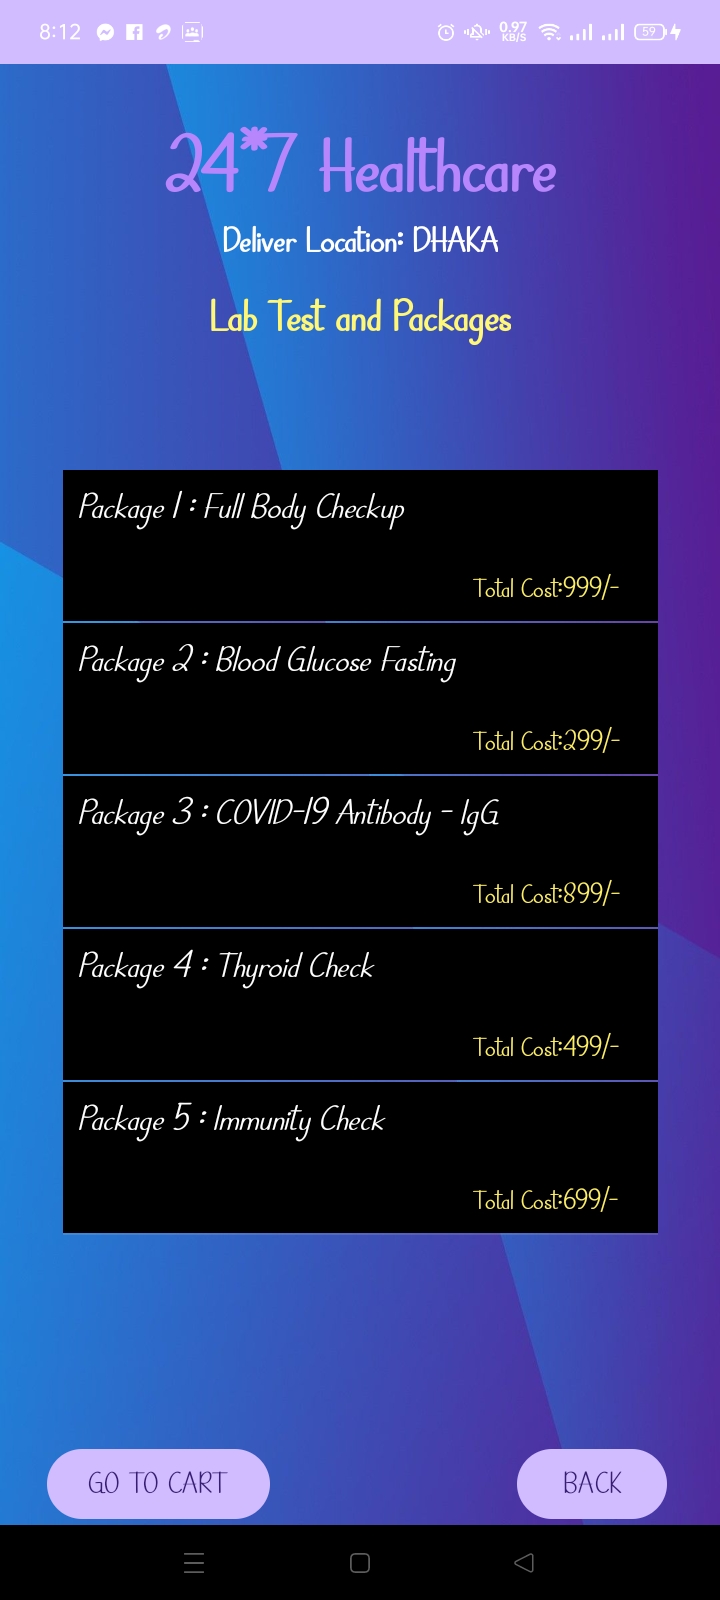 8:12
0.97
KB/S
59
24*7 Healthcare
Deliver Location: DHAKA
Lab Test and Packages
Package 1 : Full Body Checkup
Total Cost:999/-
Package 2 : Blood Glucose Fasting
Total Cost:299/-
Package 3 : COVID-19 Antibody - IgG
Total Cost:899/-
Package 4 : Thyroid Check
Total Cost:499/-
Package 5 : Immunity Check
Total Cost:699/-
GO TO CART
BACK